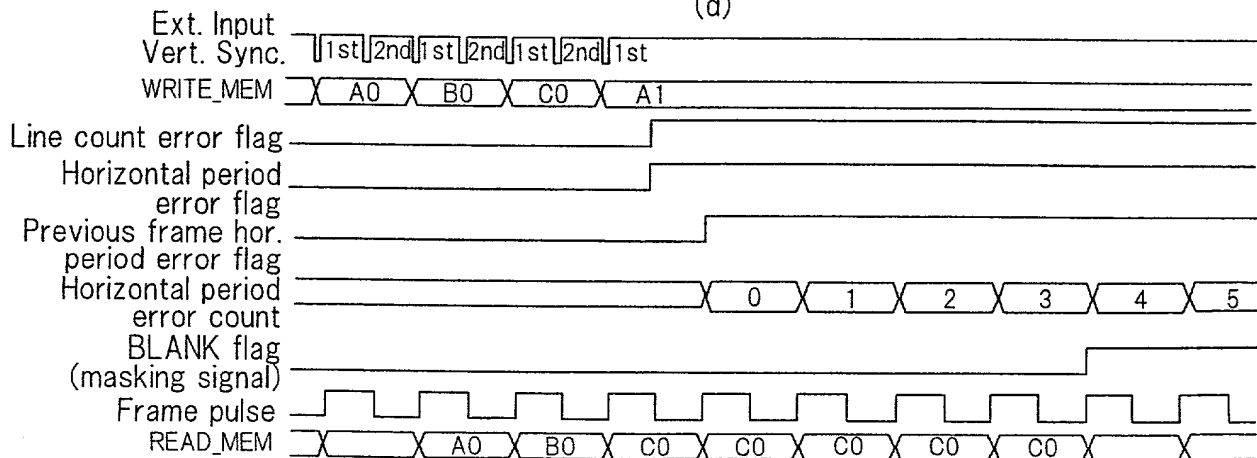 (d)
Ext. Input
Vert. Sync. 1st 2nd 1st 2nd 1st 2nd 1st
WRITE_MEM A0 B0 C0 A1
Line count error flag
Horizontal period
error flag
Previous frame hor.
period error flag
Horizontal period
error count 0 1 2 3 4 5
BLANK flag
(masking signal)
Frame pulse
READ_MEM A0 B0 C0 C0 C0 C0 C0